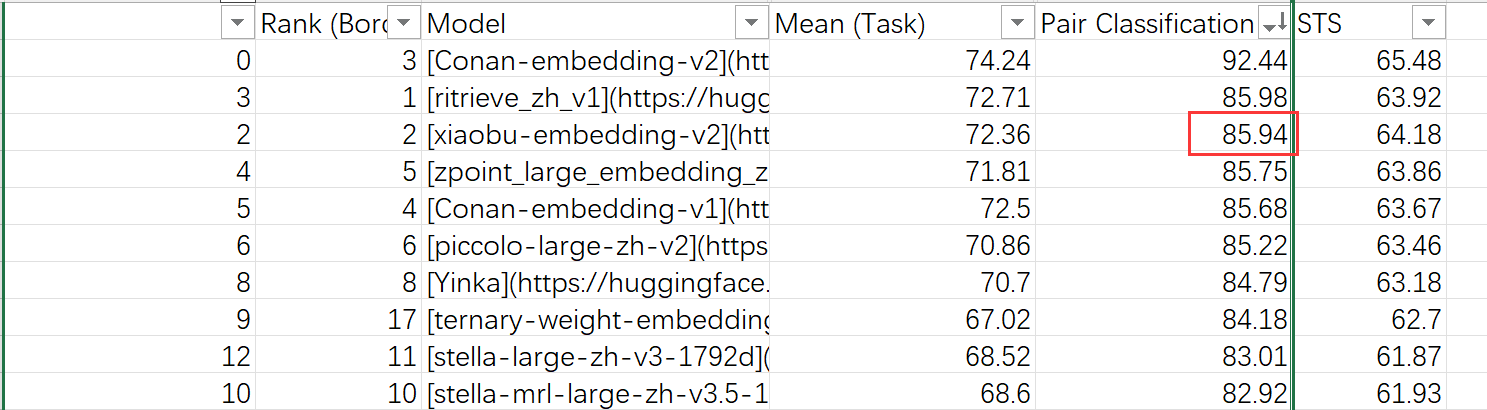 Rank (Borc Model Mean (Task) Pair Classification STS
0 3 [Conan-embedding-v2](htt 74.24 92.44 65.48
3 1 [ritrieve_zh_v1](https://hugg 72.71 85.98 63.92
2 2 [xiaobu-embedding-v2](htt 72.36 85.94 64.18
4 5 [zpoint_large_embedding_z 71.81 85.75 63.86
5 4 [Conan-embedding-v1](htt 72.5 85.68 63.67
6 6 [piccolo-large-zh-v2](https 70.86 85.22 63.46
8 8 [Yinka](https://huggingface. 70.7 84.79 63.18
9 17 [ternary-weight-embedding 67.02 84.18 62.7
12 11 [stella-large-zh-v3-1792d]( 68.52 83.01 61.87
10 10 [stella-mrl-large-zh-v3.5-1 68.6 82.92 61.93